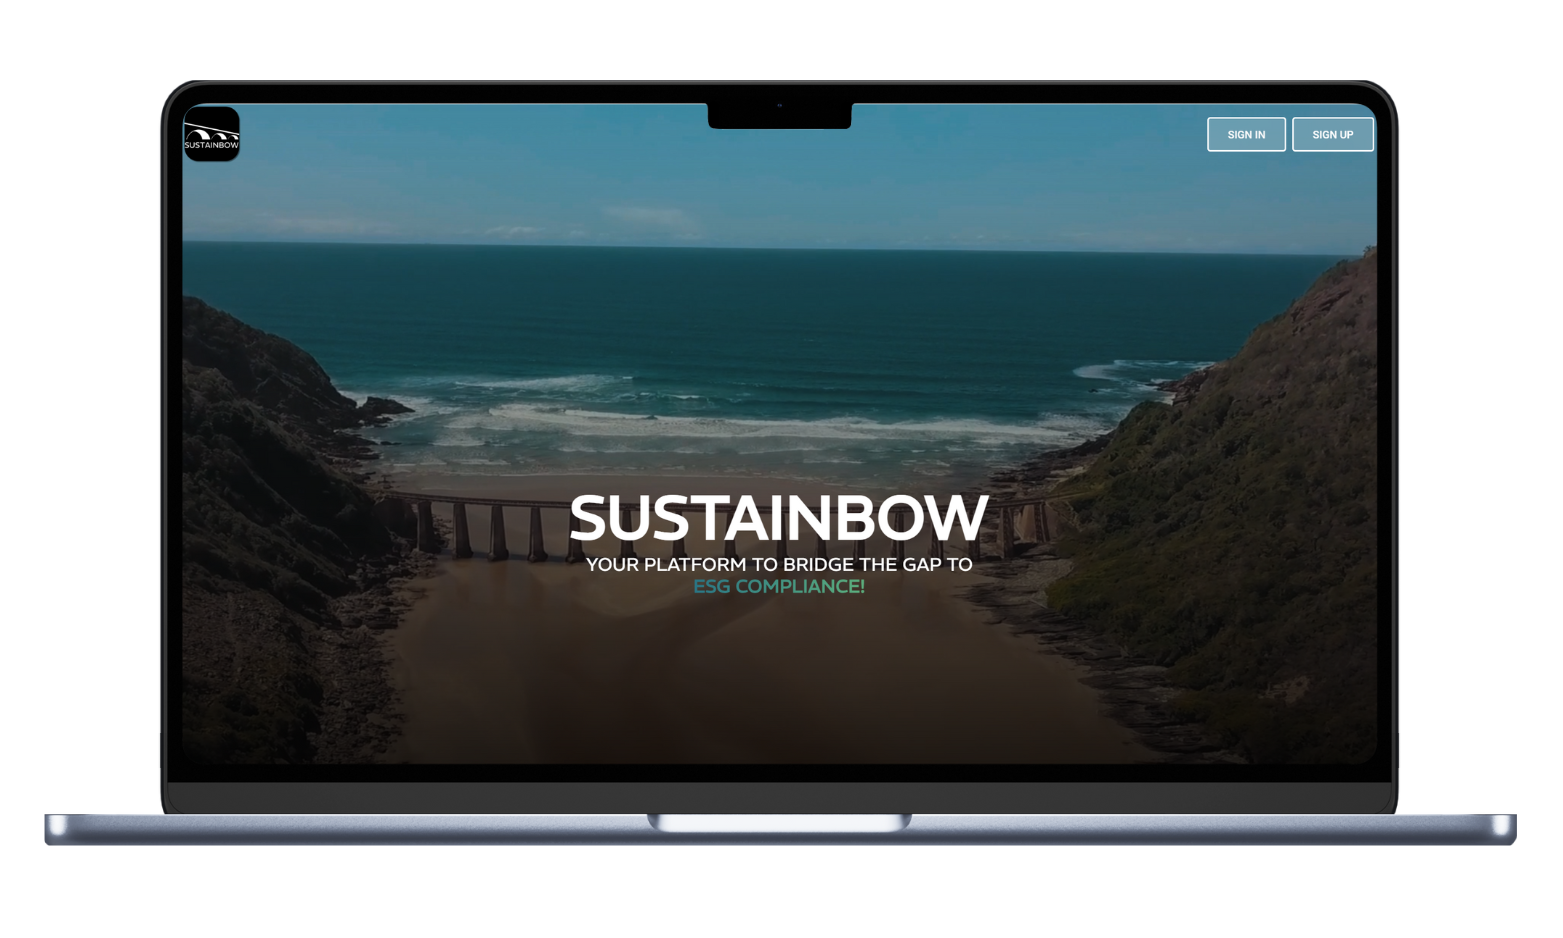 SUSTAINBOW
SIGN IN
SIGN UP
SUSTAINBOW
YOUR PLATFORM TO BRIDGE THE GAP TO
ESG COMPLIANCE!